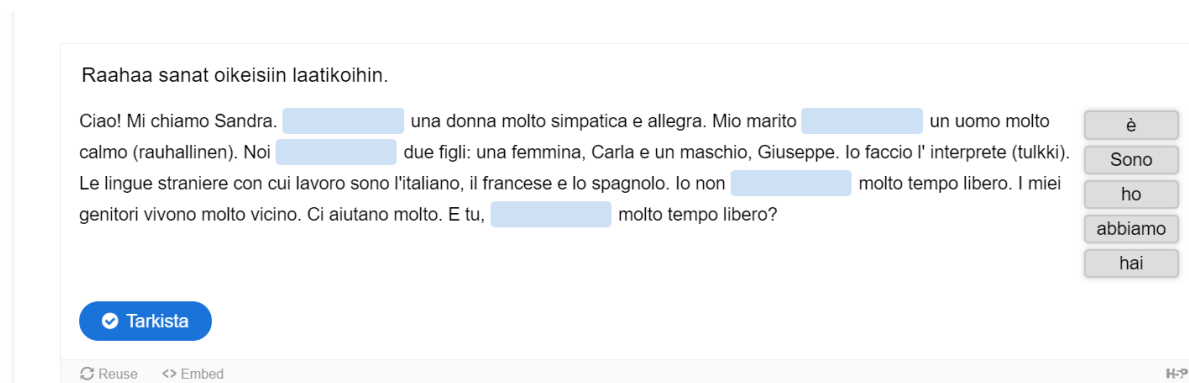 Raahaa sanat oikeisiin laatikoihin.
Ciao! Mi chiamo Sandra. una donna molto simpatica e allegra. Mio marito un uomo molto
calmo (rauhallinen). Noi due figli: una femmina, Carla e un maschio, Giuseppe. Io faccio l' interprete (tulkki).
Le lingue straniere con cui lavoro sono l'italiano, il francese e lo spagnolo. Io non molto tempo libero. I miei
genitori vivono molto vicino. Ci aiutano molto. E tu, molto tempo libero?
è
Sono
ho
abbiamo
hai
Tarkista
Reuse <> Embed
H5P